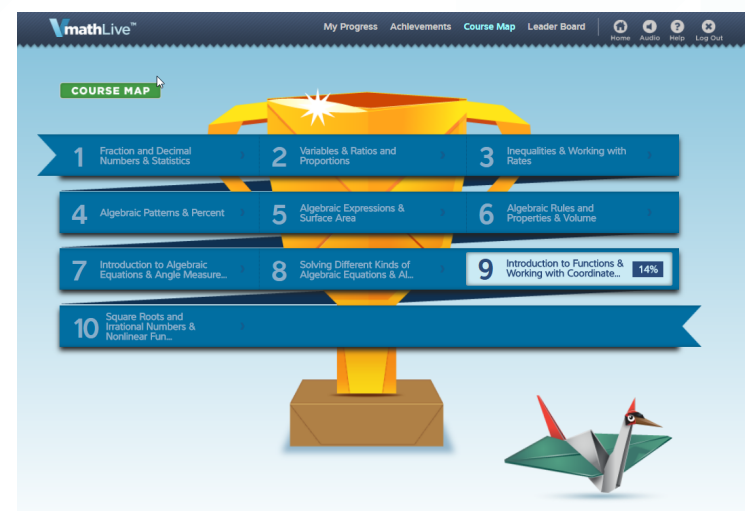 VmathLive™
My Progress Achievements Course Map Leader Board
Home Audio Help Log Out
COURSE MAP
1 Fraction and Decimal
Numbers & Statistics
2 Variables & Ratios and
Proportions
3 Inequalities & Working with
Rates
4 Algebraic Patterns & Percent
5 Algebraic Expressions &
Surface Area
6 Algebraic Rules and
Properties & Volume
7 Introduction to Algebraic
Equations & Angle Measure...
8 Solving Different Kinds of
Algebraic Equations & Al...
9 Introduction to Functions &
Working with Coordinate...
14%
10 Square Roots and
Irrational Numbers &
Nonlinear Fun...